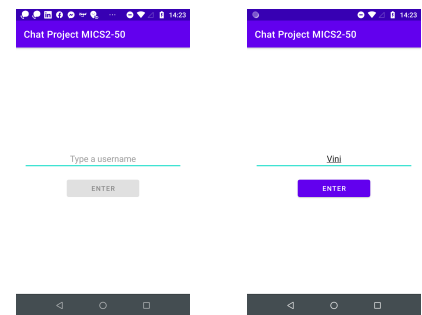 14:23
Chat Project MICS2-50
Type a username
ENTER
14:23
Chat Project MICS2-50
Vini
ENTER